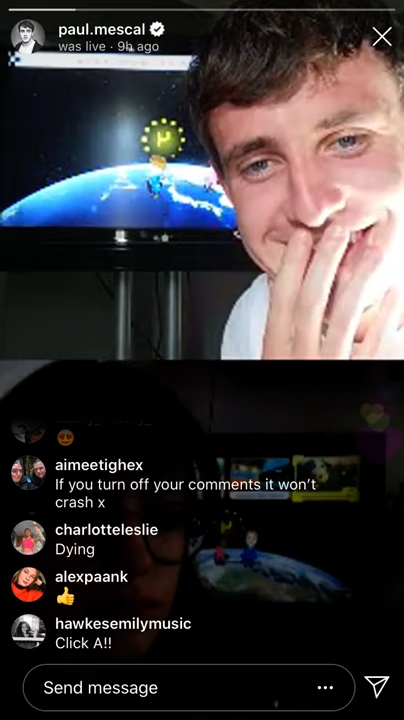 paul.mescal
was live · 9h ago
aimeetighex
If you turn off your comments it won't
crash x
charlotteleslie
Dying
alexpaank
👍
hawkesemilymusic
Click A!!
Send message